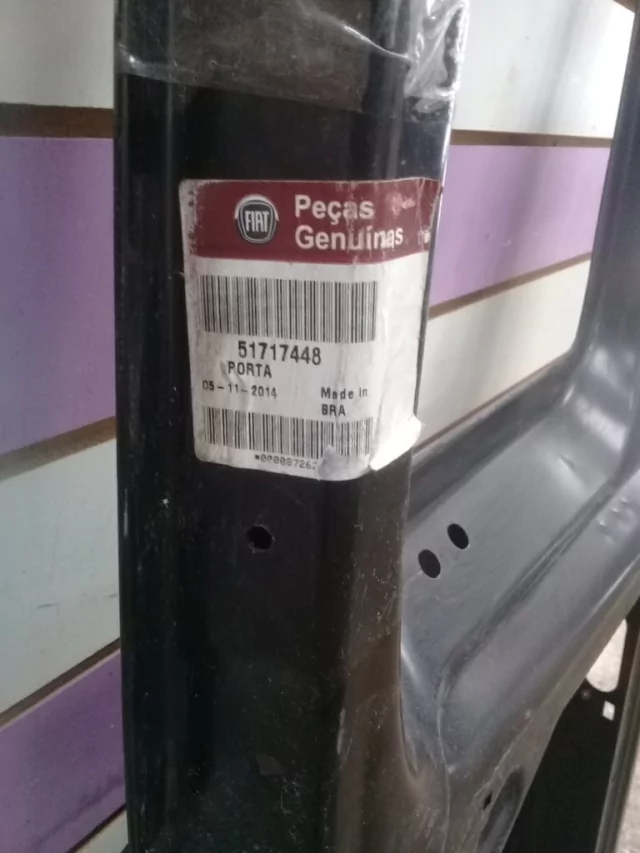 FIAT
Peças
Genuínas
51717448
PORTA
05-11-2014
Made in
BRA